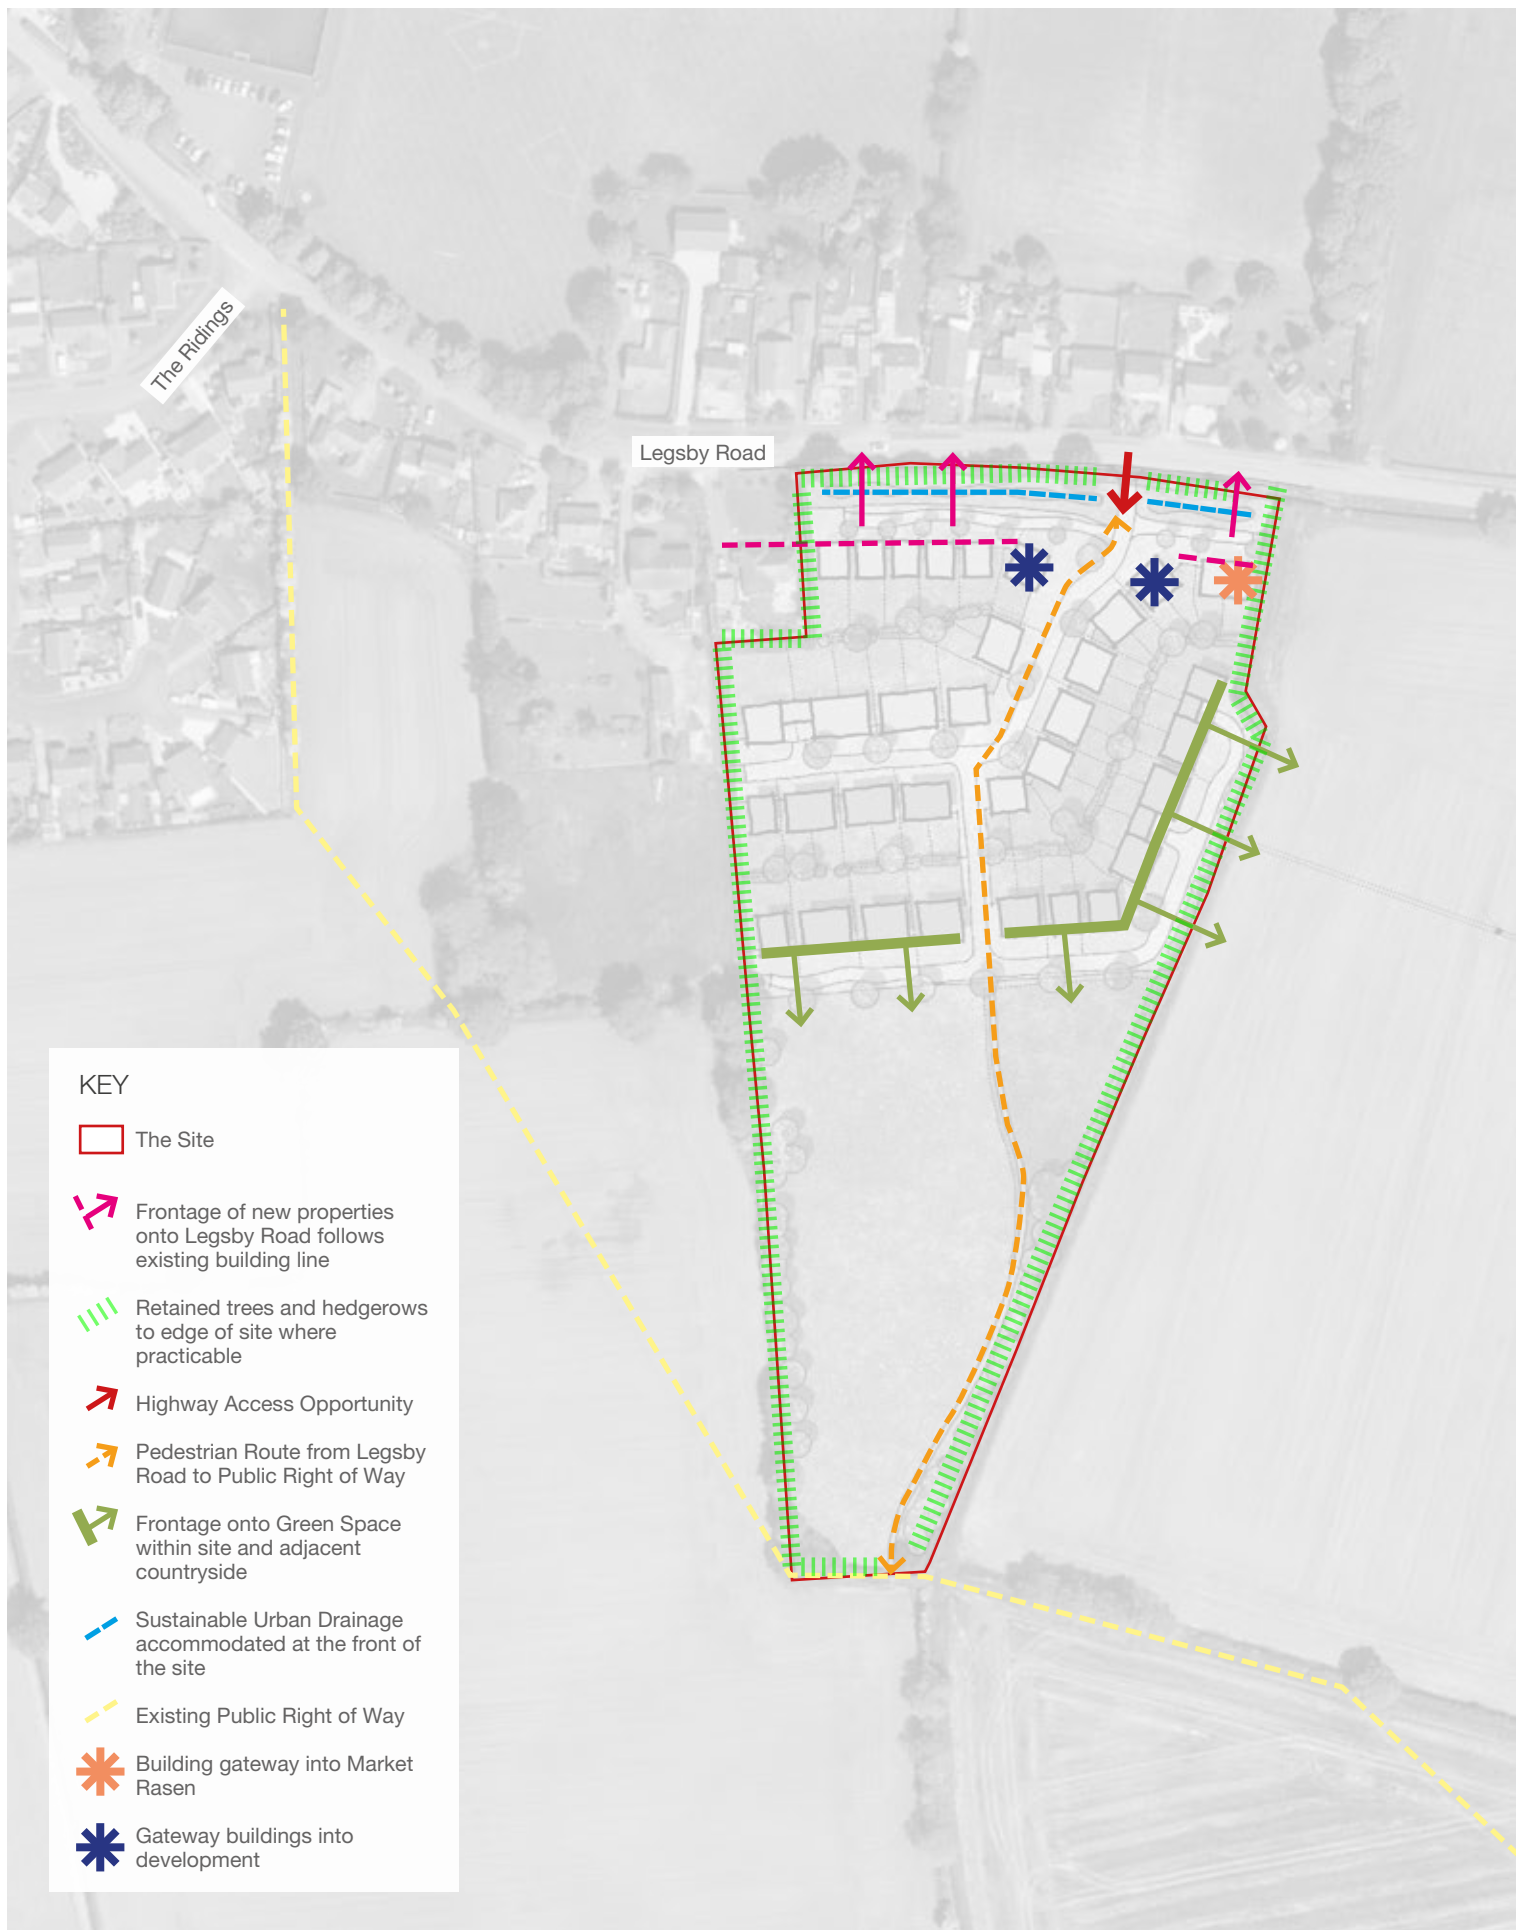 The Ridings
Legsby Road
KEY
The Site
Frontage of new properties
onto Legsby Road follows
existing building line
Retained trees and hedgerows
to edge of site where
practicable
Highway Access Opportunity
Pedestrian Route from Legsby
Road to Public Right of Way
Frontage onto Green Space
within site and adjacent
countryside
Sustainable Urban Drainage
accommodated at the front of
the site
Existing Public Right of Way
Building gateway into Market
Rasen
Gateway buildings into
development